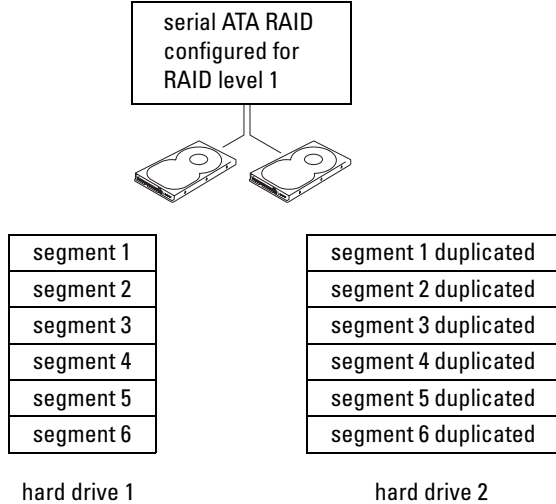 serial ATA RAID
configured for
RAID level 1
segment 1
segment 2
segment 3
segment 4
segment 5
segment 6
hard drive 1
segment 1 duplicated
segment 2 duplicated
segment 3 duplicated
segment 4 duplicated
segment 5 duplicated
segment 6 duplicated
hard drive 2